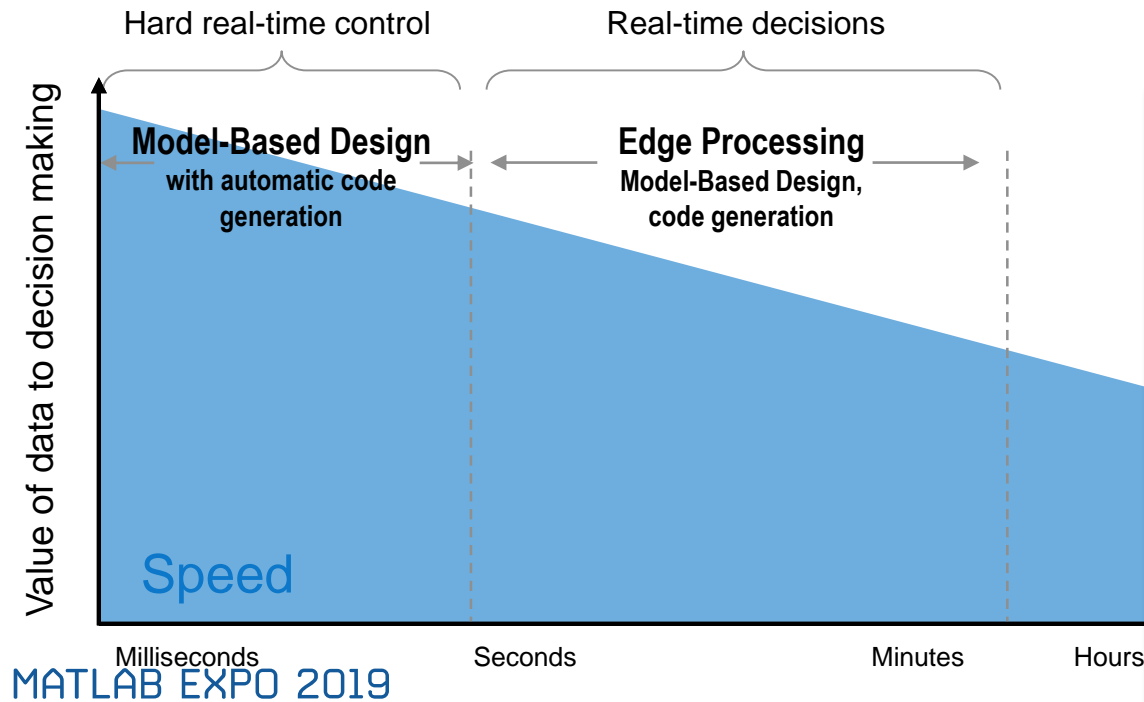 Hard real-time control
Real-time decisions
Value of data to decision making
Model-Based Design
with automatic code
generation
Edge Processing
Model-Based Design,
code generation
Speed
Milliseconds
Seconds
Minutes
Hours
MATLAB EXPO 2019